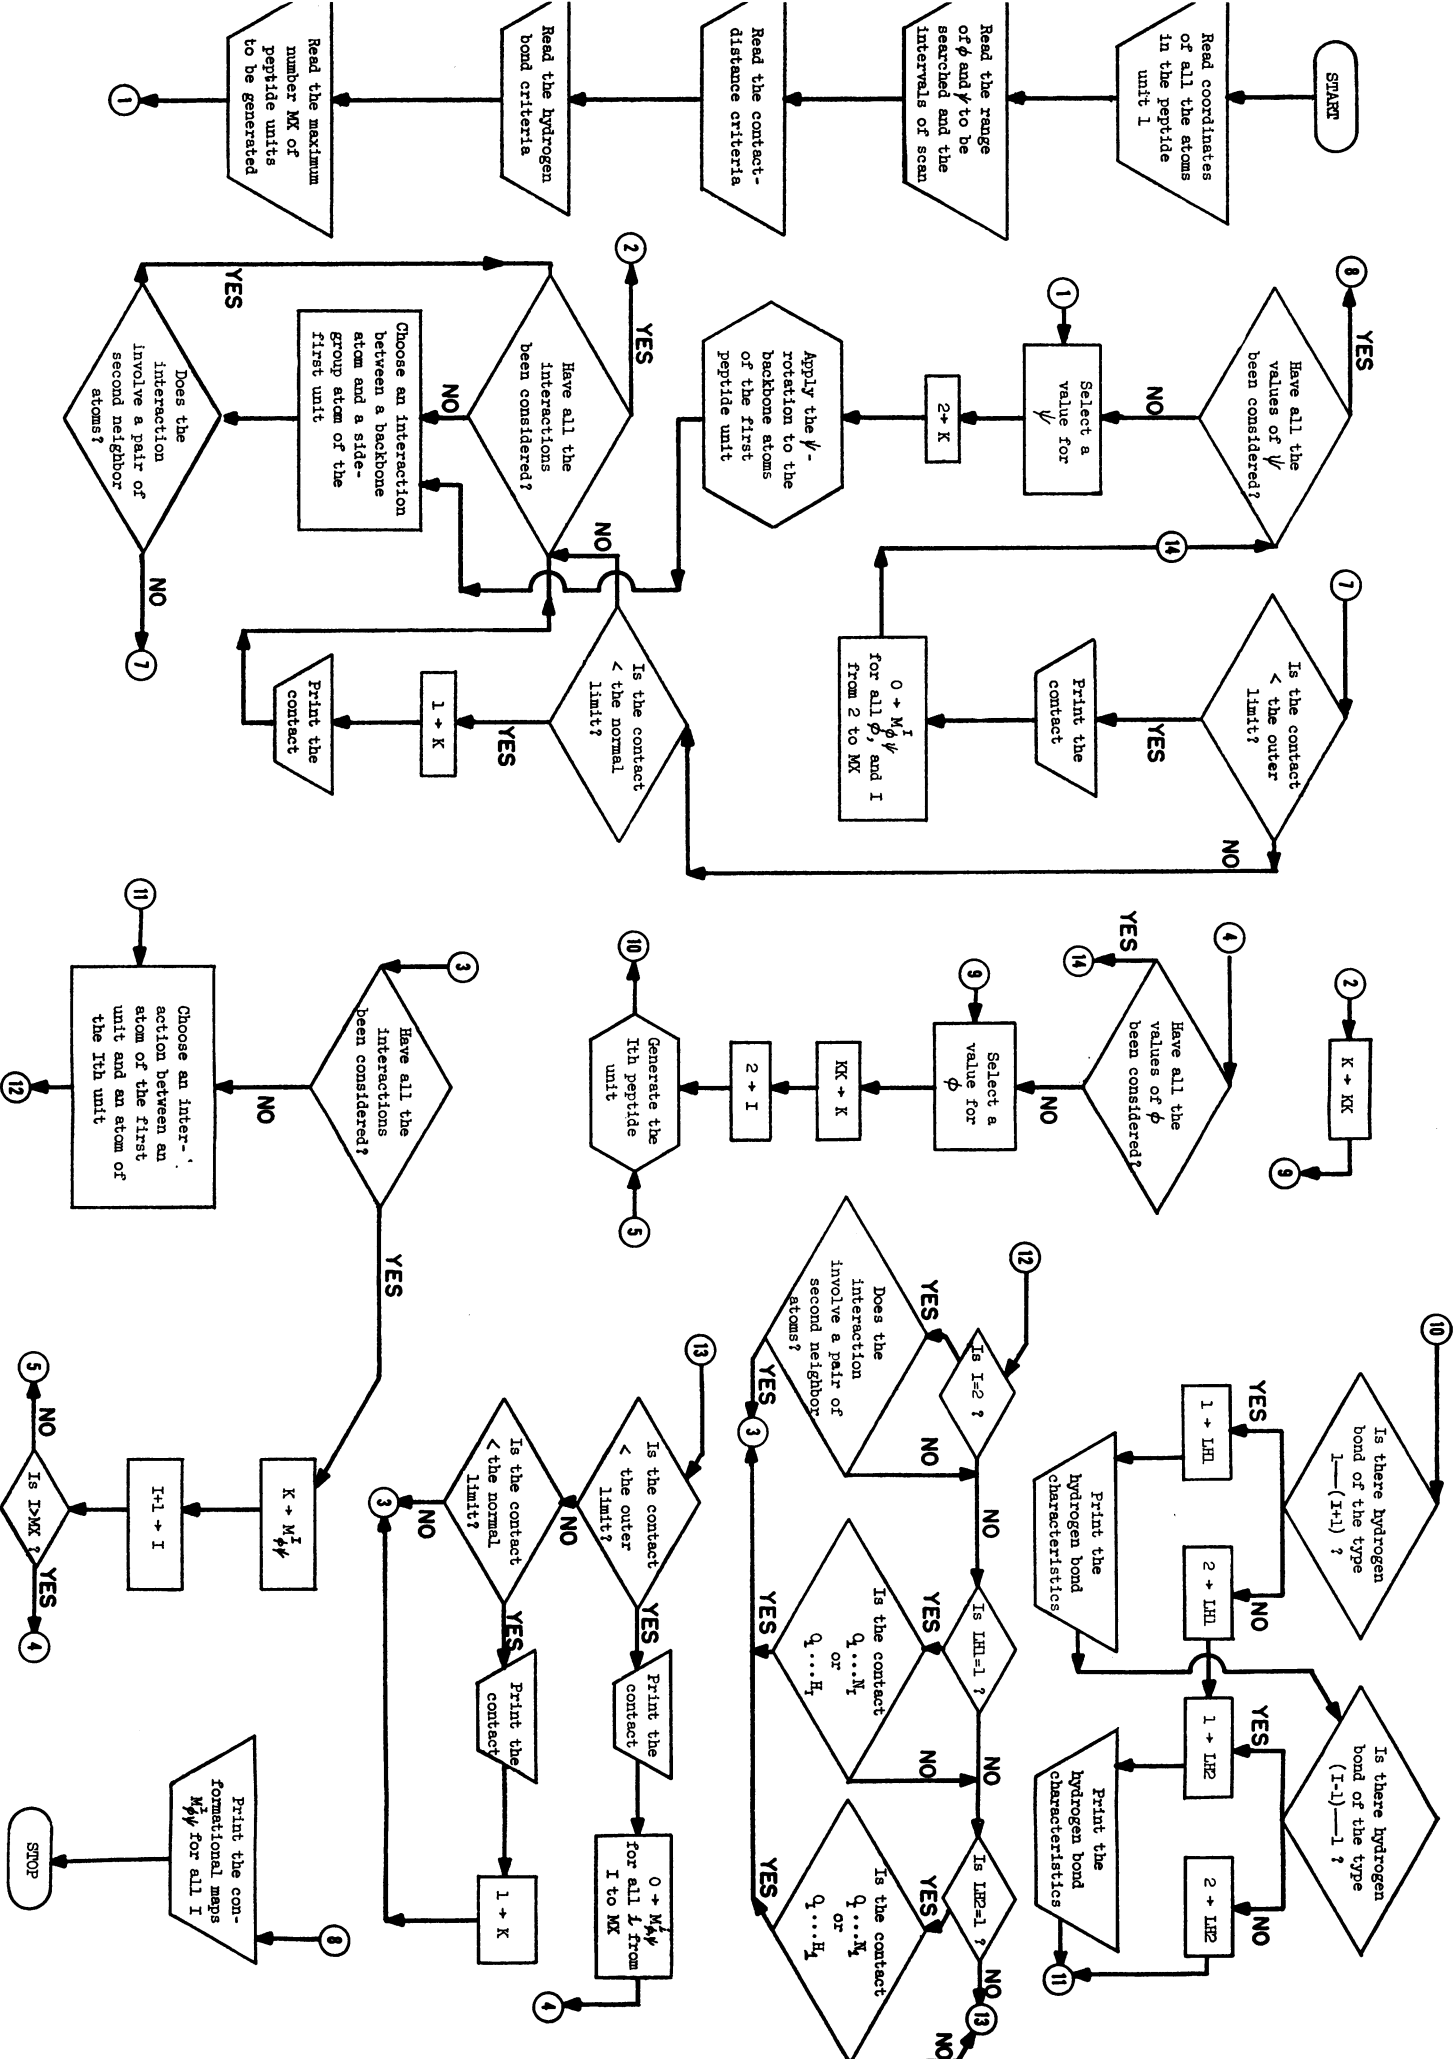 START
Read coordinates
of all the atoms
in the peptide
unit 1
Read the range
of ϕ and ψ to be
searched and the
intervals of scan
Read the contact-
distance criteria
Read the hydrogen
bond criteria
Read the maximum
number MX of
peptide units
to be generated
1
8
YES
Have all the
values of ψ
been considered?
NO
1
Select a
value for
ψ
2→ K
Apply the ψ-
rotation to the
backbone atoms
of the first
peptide unit
2
YES
Have all the
interactions
been considered?
NO
Choose an interaction
between a backbone
atom and a side-
group atom of the
first unit
YES
Does the
interaction
involve a pair of
second neighbor
atoms?
NO
7
14
7
Is the contact
< the outer
limit?
YES
NO
Print the
contact
0 → M^I_ϕψ
for all ϕ, and I
from 2 to MX
NO
Is the contact
< the normal
limit?
YES
1 → K
Print the
contact
2
K → KK
9
4
YES
14
Have all the
values of ϕ
been considered?
NO
9
Select a
value for
ϕ
KK → K
2 → I
10
Generate the
Ith peptide
unit
5
3
Have all the
interactions
been considered?
NO
YES
11
Choose an inter-
action between an
atom of the first
unit and an atom of
the Ith unit
12
K → M^I_ϕψ
I+1 → I
5
NO
Is I>MX ?
YES
4
10
Is there hydrogen
bond of the type
1—(I+1) ?
YES
NO
1 → LH1
2 → LH1
Print the
hydrogen bond
characteristics
Is there hydrogen
bond of the type
(I-1)—1 ?
YES
NO
1 → LH2
2 → LH2
Print the
hydrogen bond
characteristics
11
12
Is I=2 ?
YES
NO
Does the
interaction
involve a pair of
second neighbor
atoms?
NO
YES
3
Is LH1=1 ?
YES
NO
Is the contact
or
NO
YES
Is LH2=1 ?
YES
NO
13
Is the contact
or
NO
YES
13
Is the contact
< the outer
limit?
YES
NO
Print the
contact
0 → M^i_ϕψ
for all i from
I to MX
4
Is the contact
< the normal
limit?
YES
NO
3
Print the
contact
1 → K
8
Print the con-
formational maps
M^I_ϕψ for all I
STOP